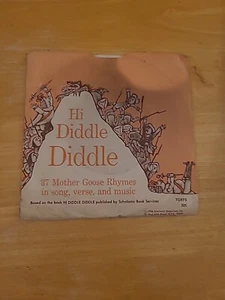 Hi
Diddle
Diddle
37 Mother Goose Rhymes
in song, verse, and music
Based on the book HI DIDDLE DIDDLE published by Scholastic Book Services